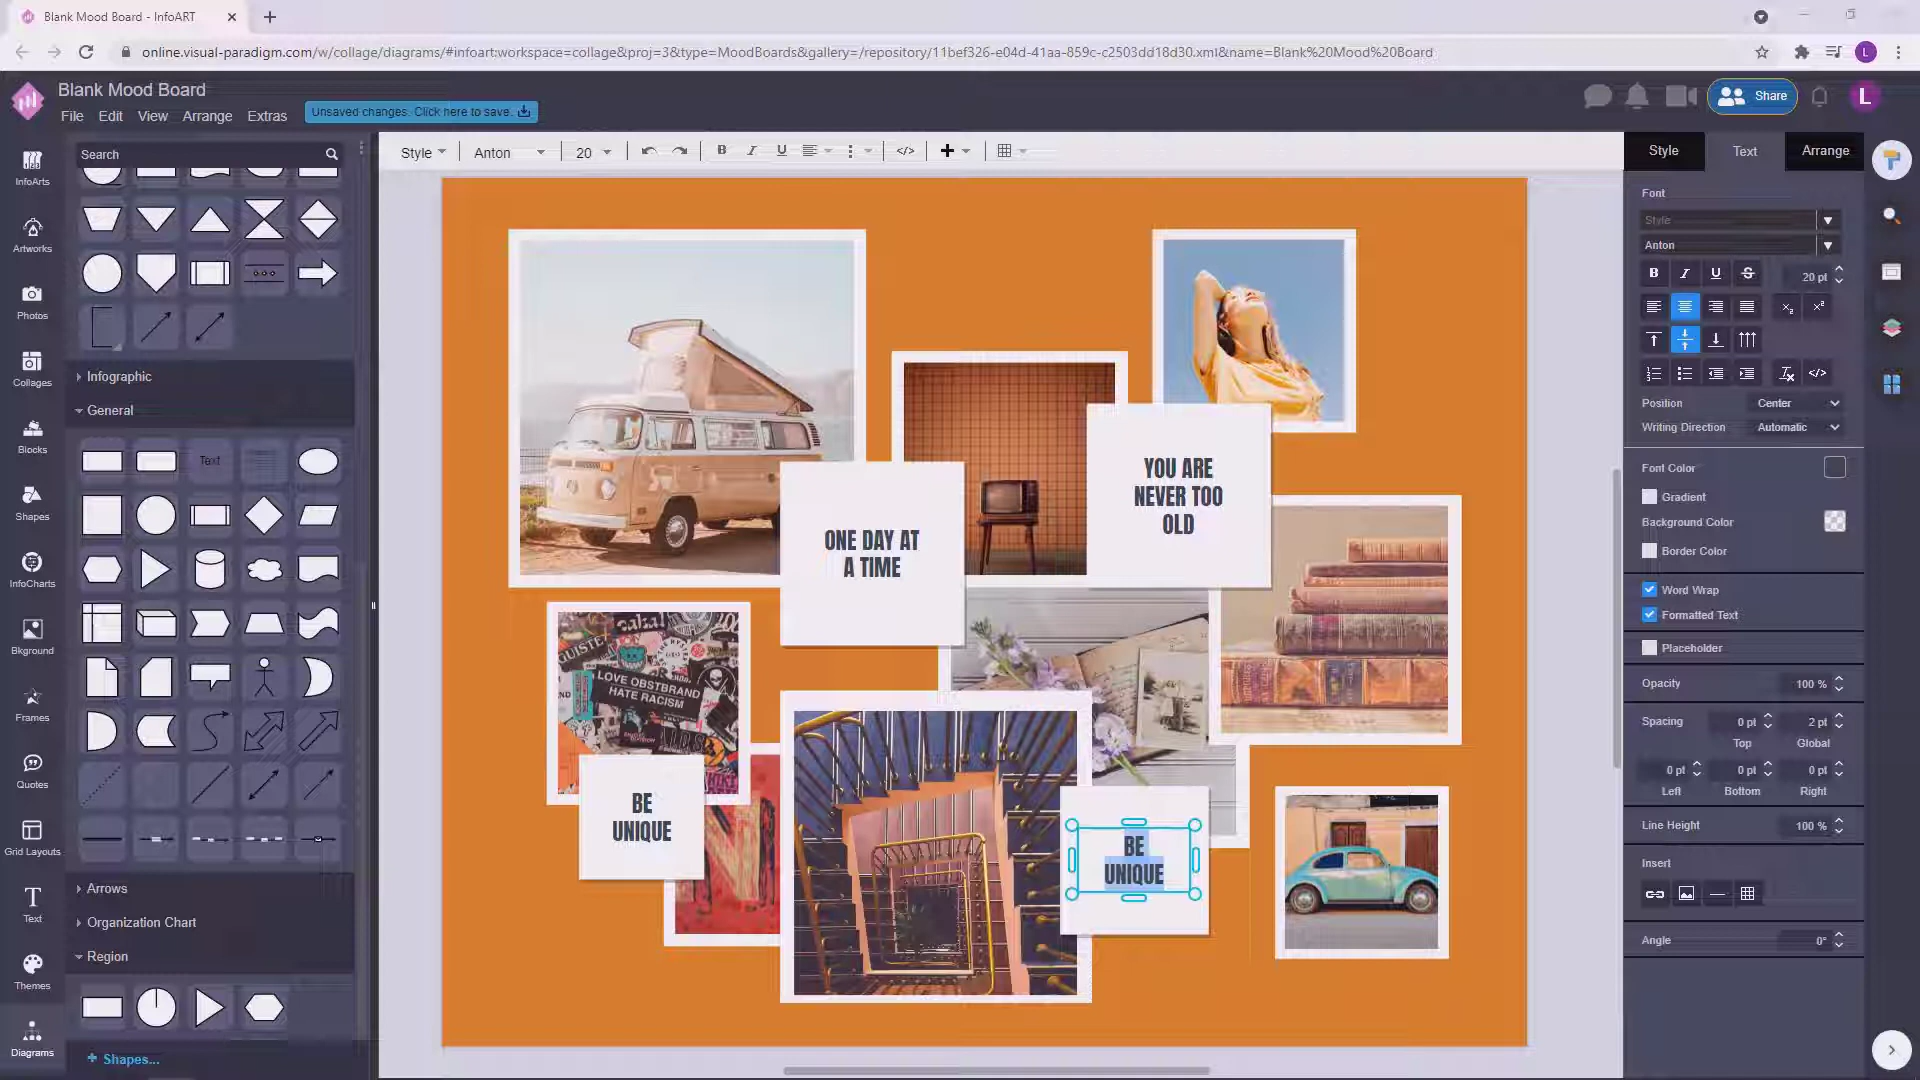 Blank Mood Board - InfoART
online.visual-paradigm.com/w/collage/diagrams/#infoart:workspace=collage&proj=3&type=MoodBoards&gallery=/repository/11bef326-e04d-41aa-859c-c2503dd18d30.xml&name=Blank%20Mood%20Board
L
Blank Mood Board
File Edit View Arrange Extras
Unsaved changes. Click here to save.
Share
L
Search
Style
Anton
20
B I U
Style Text Arrange
InfoArts
Artworks
Photos
Collages
Blocks
Shapes
InfoCharts
Bkground
Frames
Quotes
Grid Layouts
Text
Themes
Diagrams
Infographic
General
Text
Arrows
Organization Chart
Region
+ Shapes...
ONE DAY AT
A TIME
YOU ARE
NEVER TOO
OLD
LOVE OBSTBRAND
HATE RACISM
BE
UNIQUE
BE
UNIQUE
Font
Style
Anton
B I U S
20 pt
Position Center
Writing Direction Automatic
Font Color
Gradient
Background Color
Border Color
Word Wrap
Formatted Text
Placeholder
Opacity 100 %
Spacing 0 pt 2 pt
Top Global
0 pt 0 pt 0 pt
Left Bottom Right
Line Height 100 %
Insert
Angle 0°